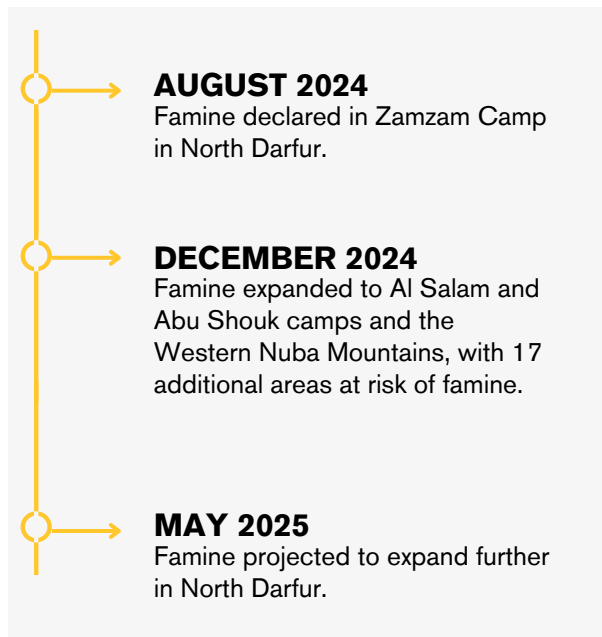 AUGUST 2024
Famine declared in Zamzam Camp
in North Darfur.
DECEMBER 2024
Famine expanded to Al Salam and
Abu Shouk camps and the
Western Nuba Mountains, with 17
additional areas at risk of famine.
MAY 2025
Famine projected to expand further
in North Darfur.